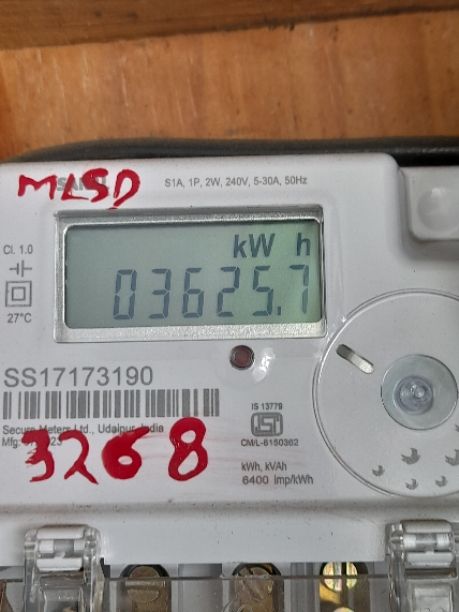 MLSD
S1A, 1P, 2W, 240V, 5-30A, 50Hz
Cl. 1.0
kW h
03625.7
27°C
SS17173190
Secure Meters Ltd., Udaipur, India
Mfg.
3268
IS 13779
CM/L-6150362
kWh, kVAh
6400 imp/kWh